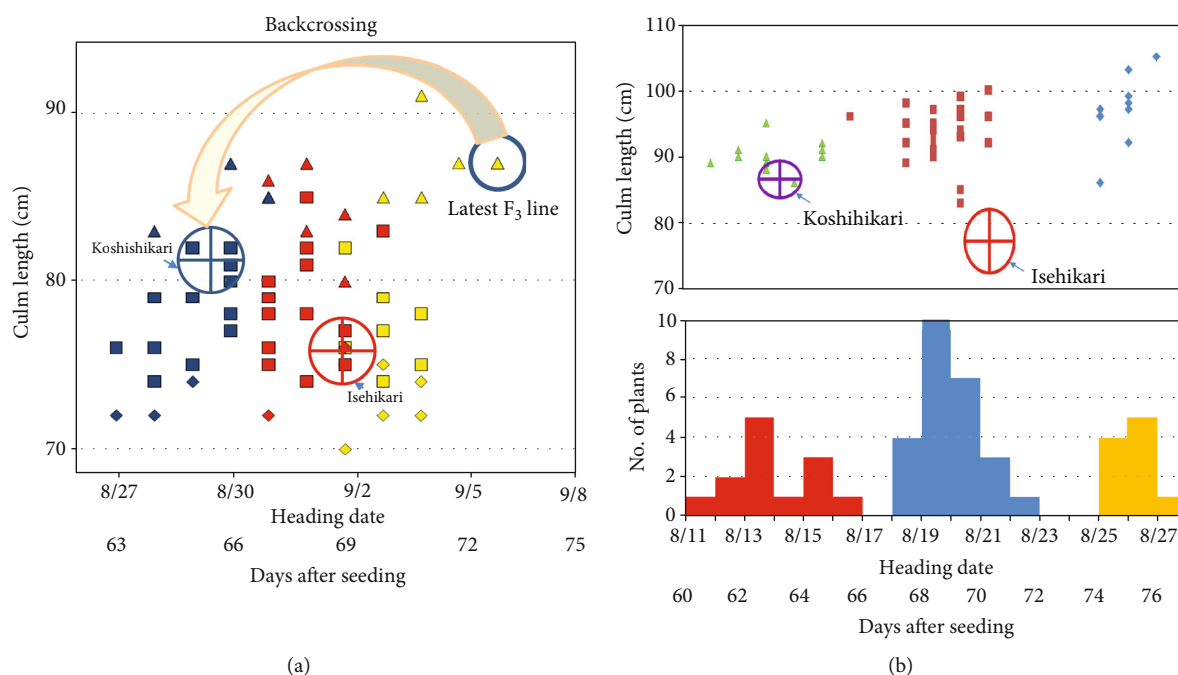 Backcrossing
Culm length (cm)
90
80
70
Koshishikari
Latest F3 line
Isehikari
8/27 8/30 9/2 9/5 9/8
Heading date
63 66 69 72 75
Days after seeding
(a)
Culm length (cm)
110
100
90
80
70
Koshihikari
Isehikari
No. of plants
10
8
6
4
2
0
8/11 8/13 8/15 8/17 8/19 8/21 8/23 8/25 8/27
Heading date
60 62 64 66 68 70 72 74 76
Days after seeding
(b)